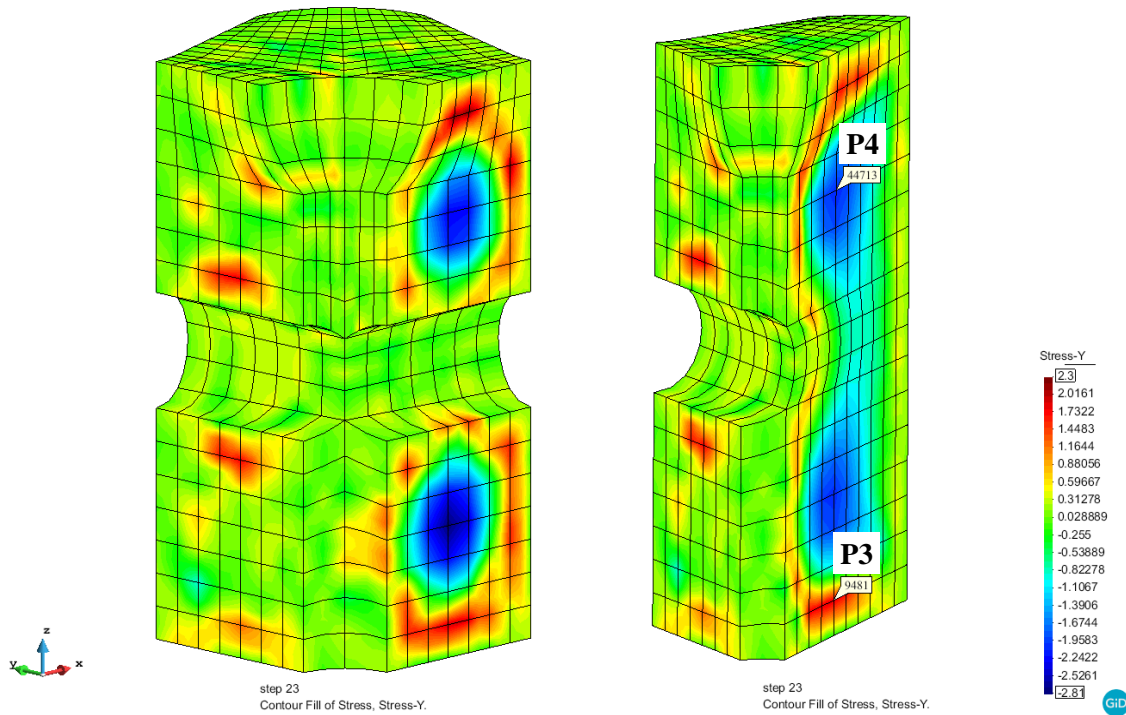 P4
44713
P3
9481
Stress-Y
2.3
2.0161
1.7322
1.4483
1.1644
0.88056
0.59667
0.31278
0.028889
-0.255
-0.53889
-0.82278
-1.1067
-1.3906
-1.9583
-2.2422
-2.5261
-2.81
z
y
x
step 23
Contour Fill of Stress, Stress-Y.
step 23
Contour Fill of Stress, Stress-Y.
GiD